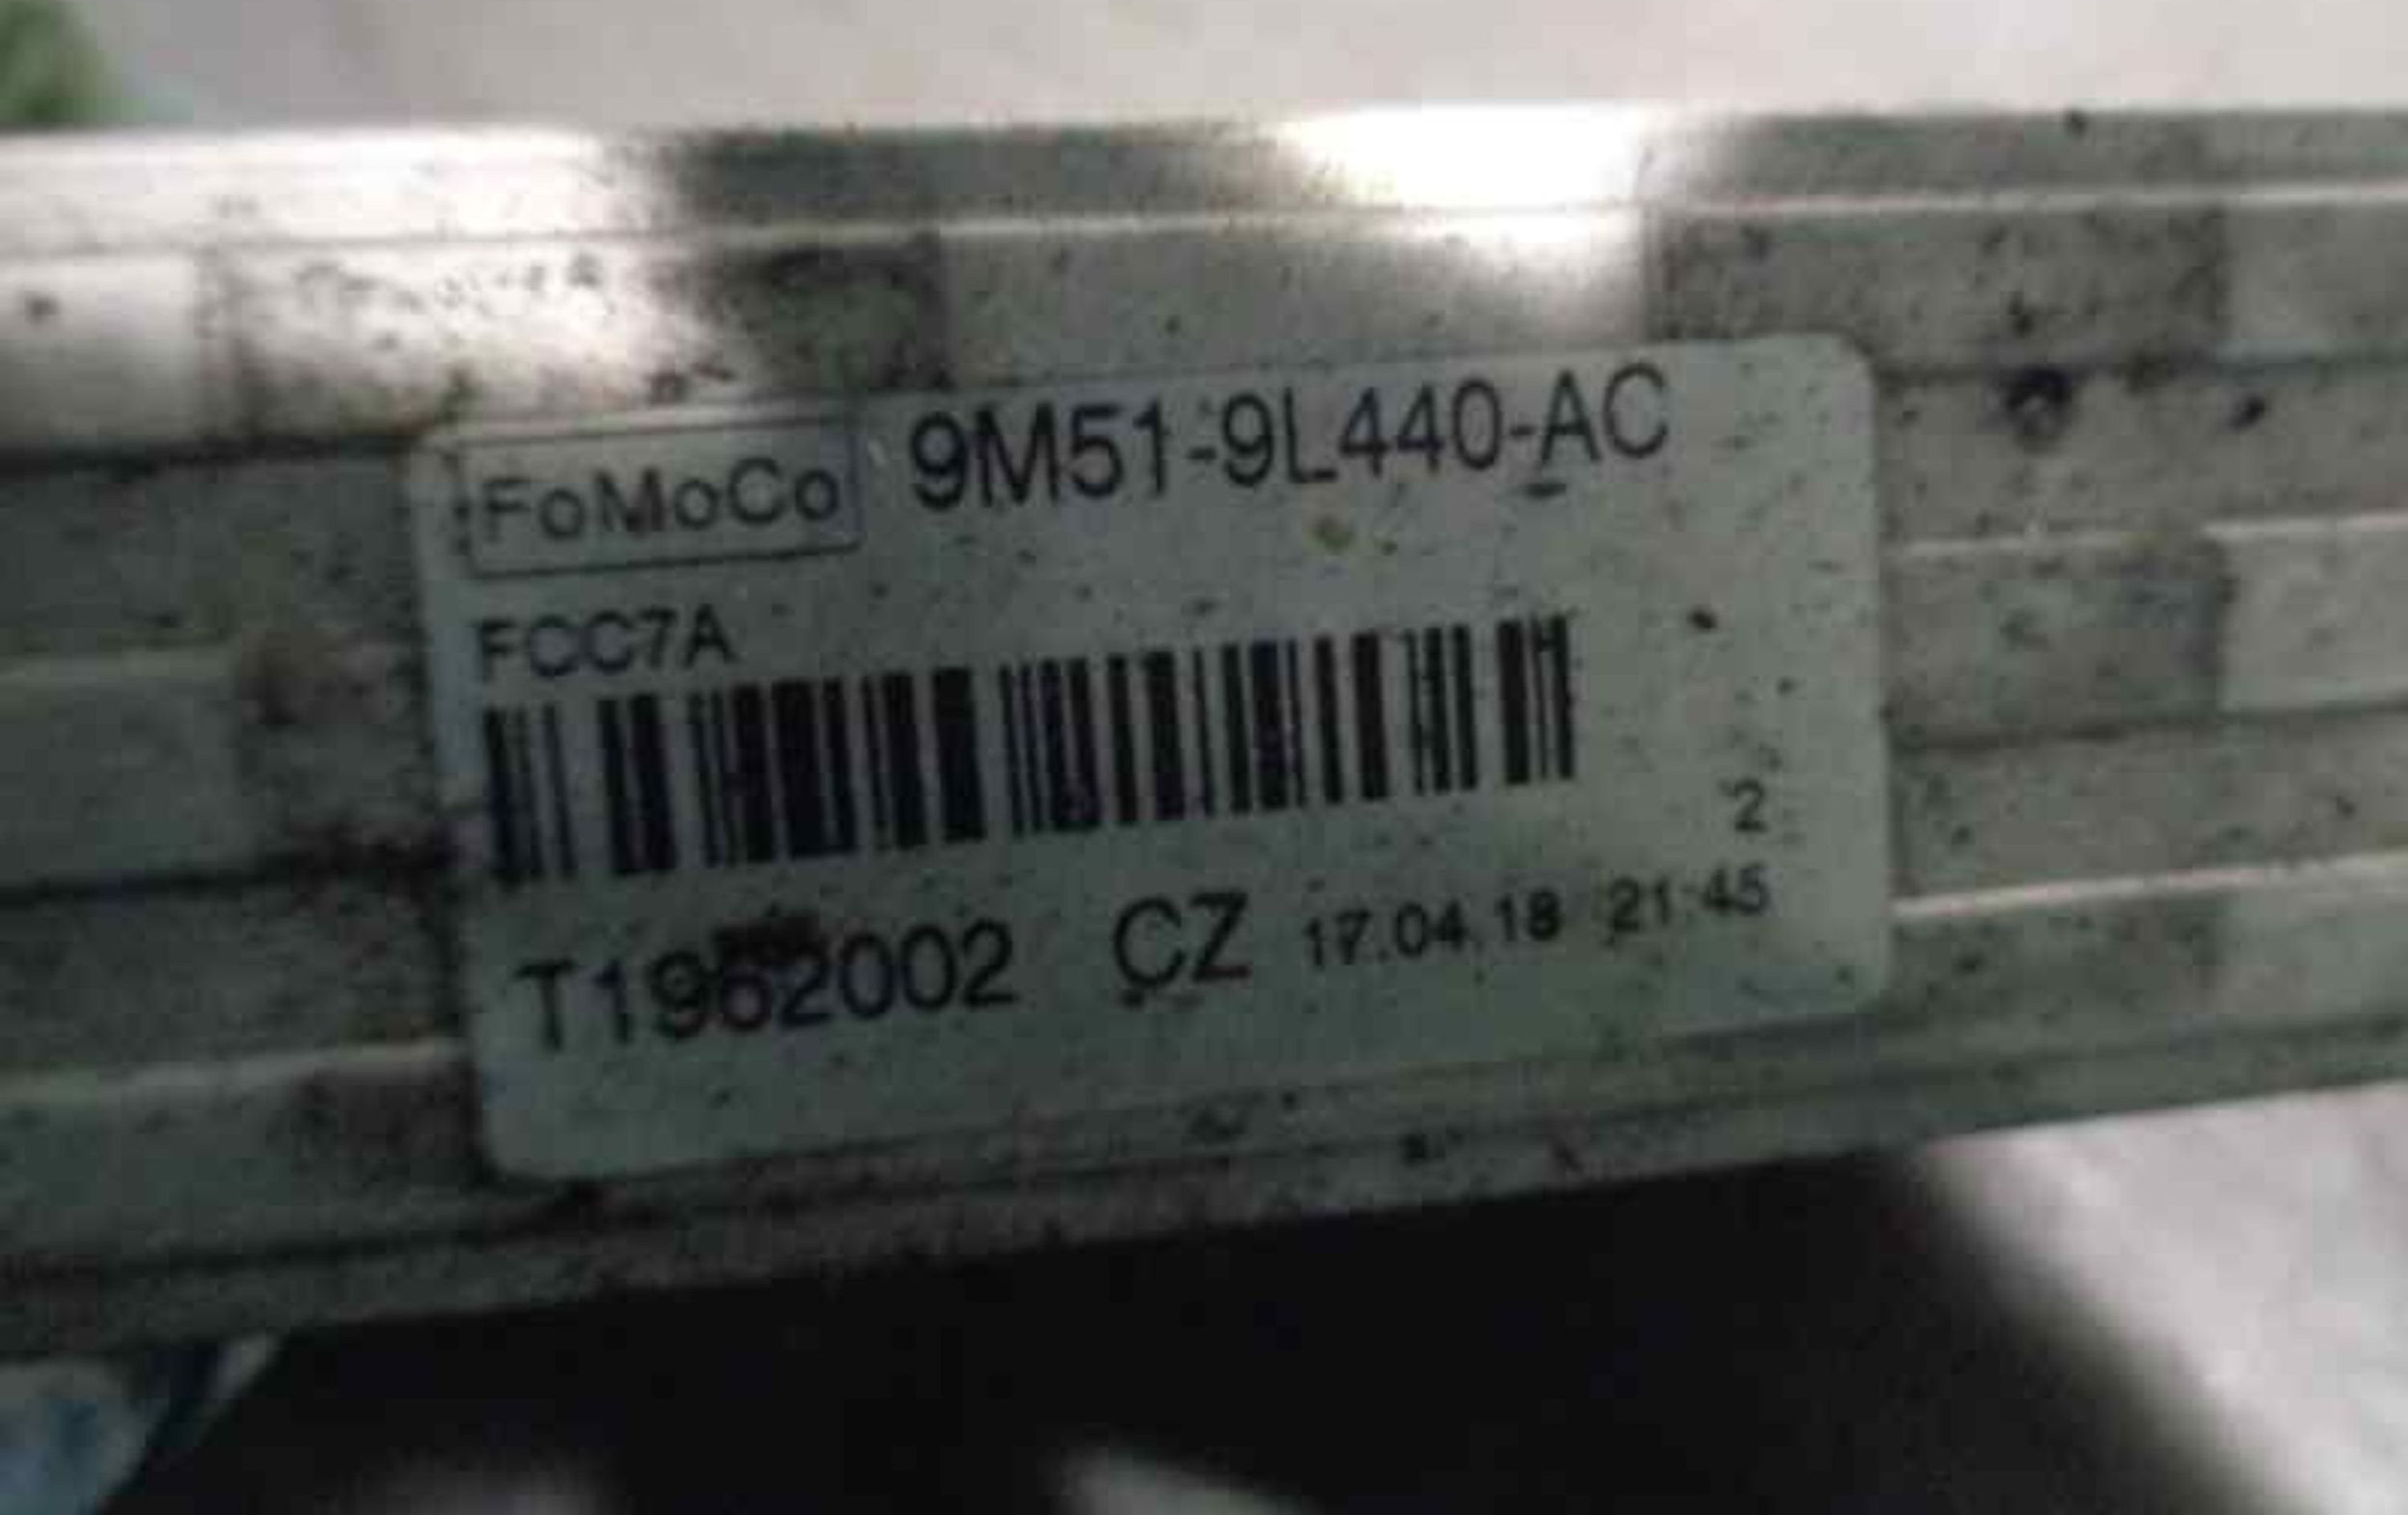 FoMoCo 9M51-9L440-AC
FCC7A
2
T1962002 CZ 17.04.18 21:45